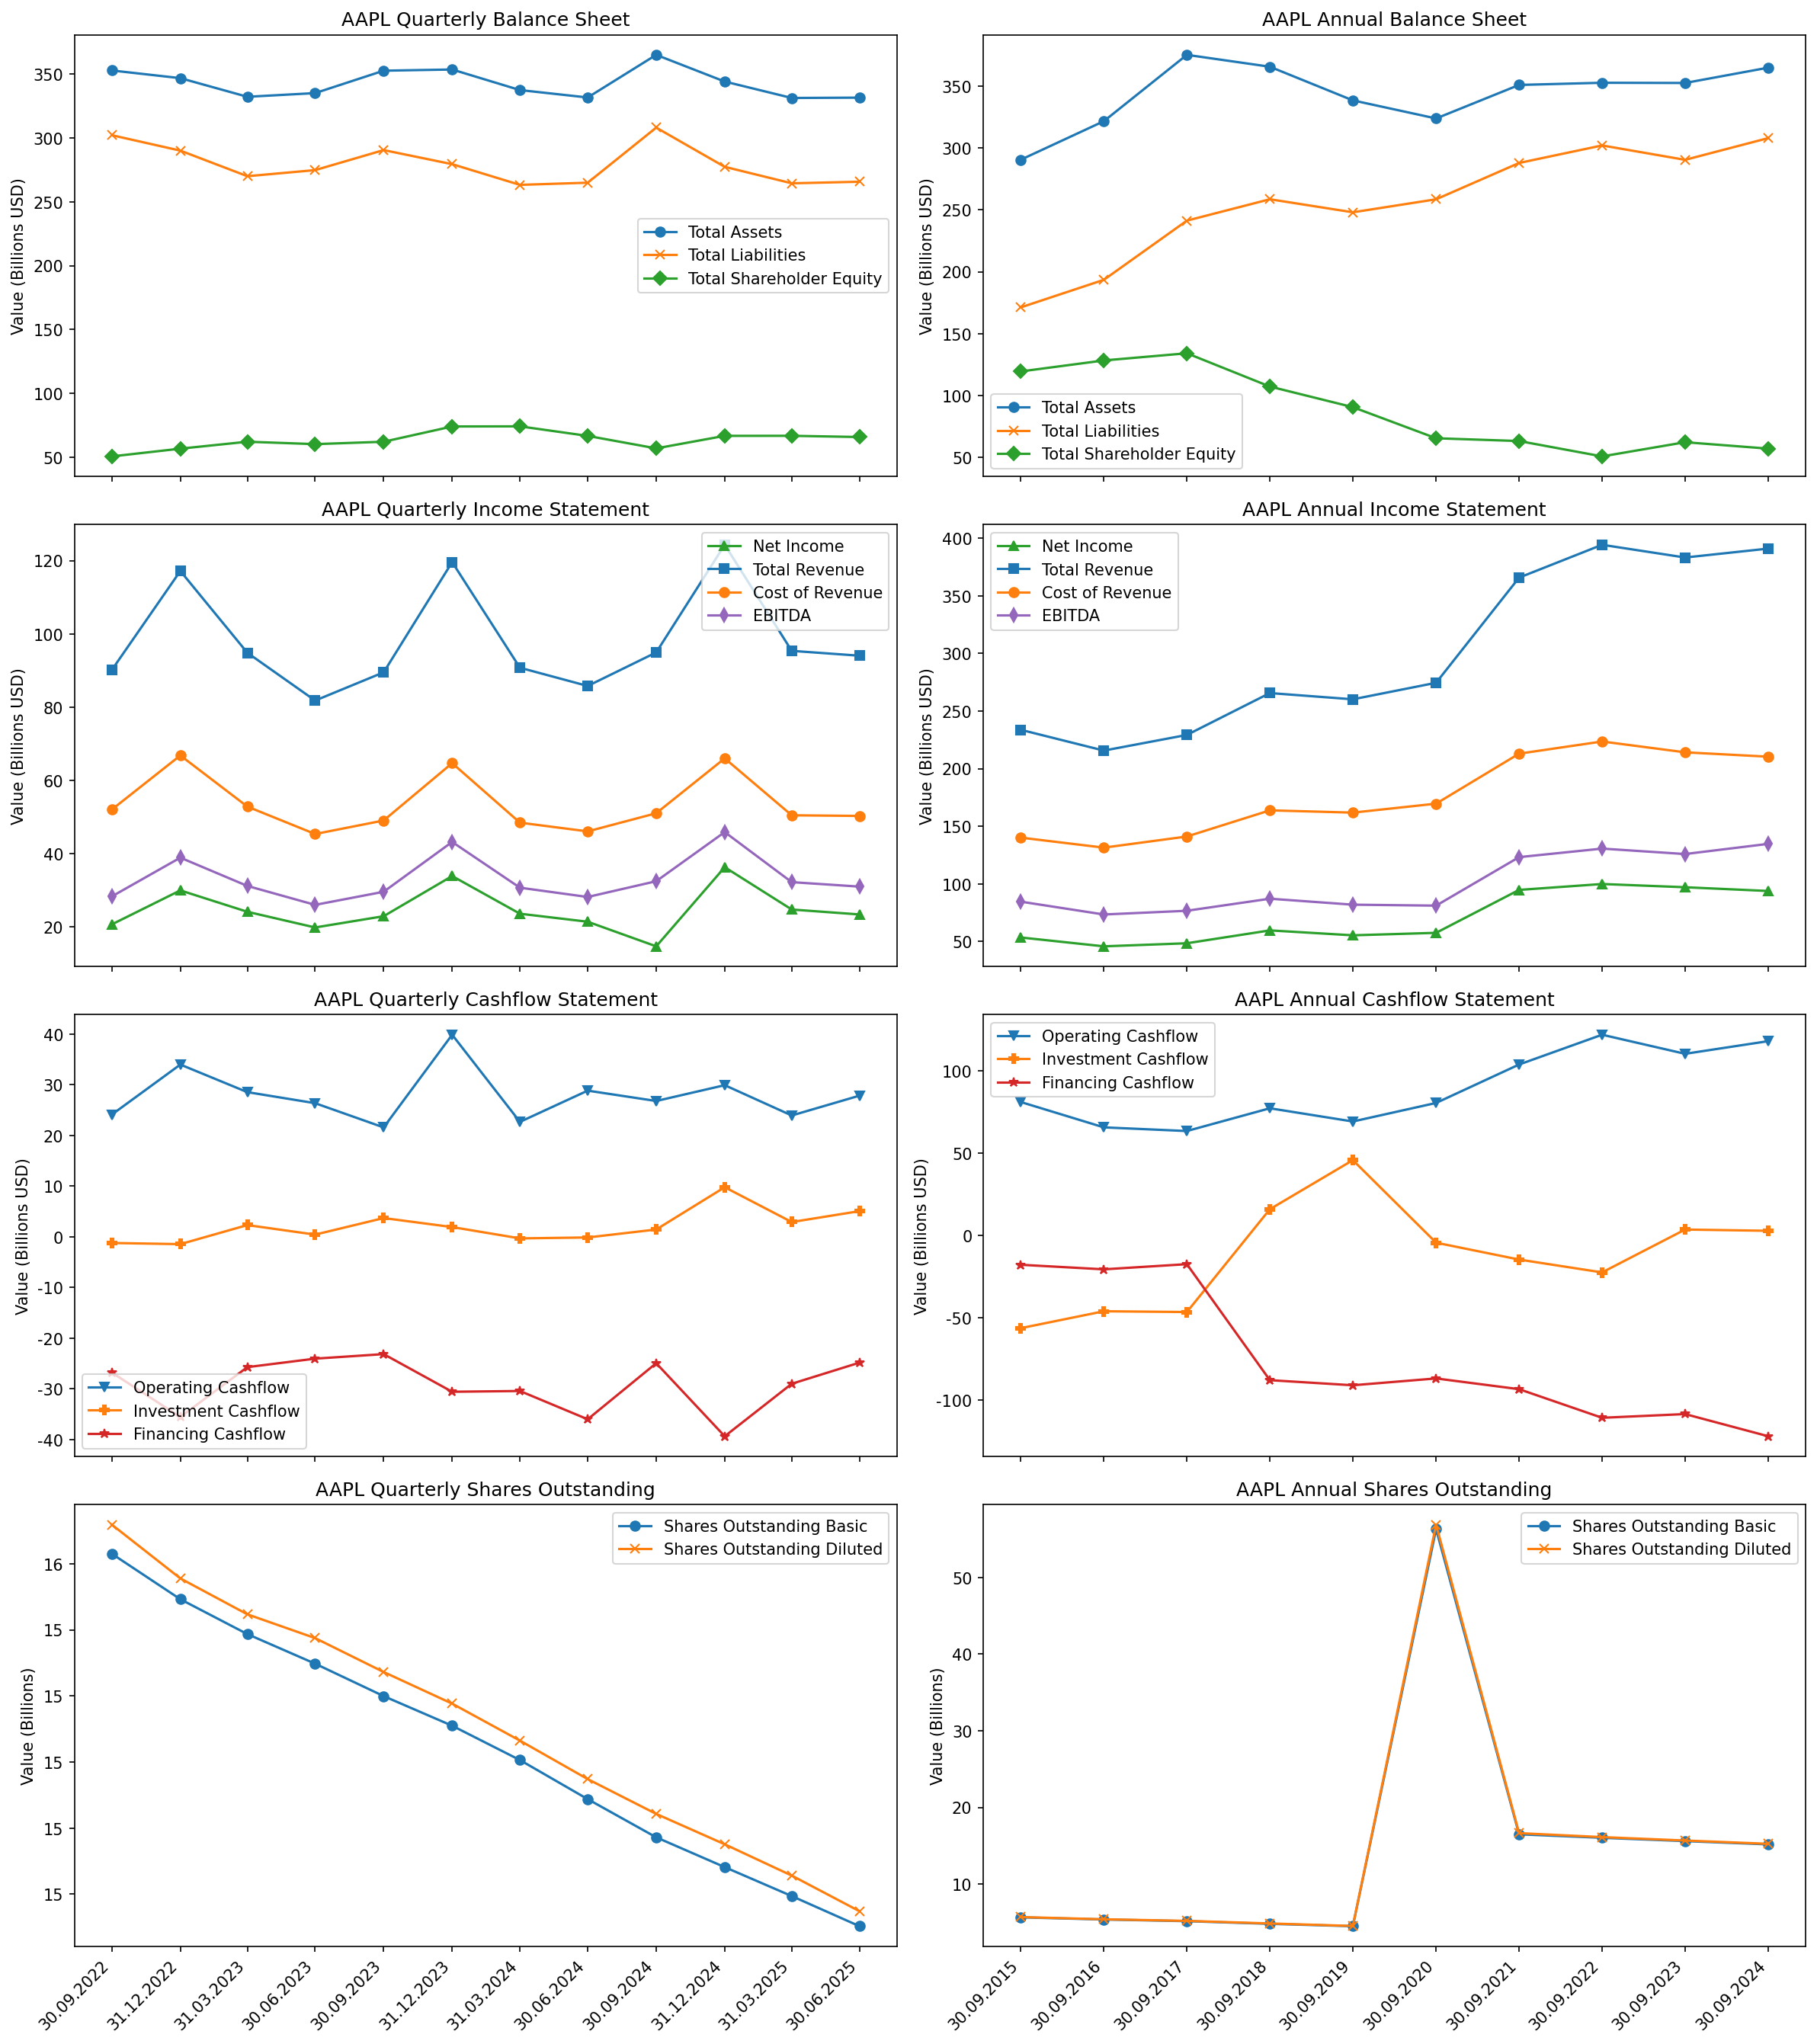 AAPL Quarterly Balance Sheet
Value (Billions USD)
350
300
250
200
150
100
50
Total Assets
Total Liabilities
Total Shareholder Equity
AAPL Annual Balance Sheet
Value (Billions USD)
350
300
250
200
150
100
50
Total Assets
Total Liabilities
Total Shareholder Equity
AAPL Quarterly Income Statement
Value (Billions USD)
120
100
80
60
40
20
Net Income
Total Revenue
Cost of Revenue
EBITDA
AAPL Annual Income Statement
Value (Billions USD)
400
350
300
250
200
150
100
50
Net Income
Total Revenue
Cost of Revenue
EBITDA
AAPL Quarterly Cashflow Statement
Value (Billions USD)
40
30
20
10
0
-10
-20
-30
-40
Operating Cashflow
Investment Cashflow
Financing Cashflow
AAPL Annual Cashflow Statement
Value (Billions USD)
100
50
0
-50
-100
Operating Cashflow
Investment Cashflow
Financing Cashflow
AAPL Quarterly Shares Outstanding
Value (Billions)
16
15
15
15
15
15
Shares Outstanding Basic
Shares Outstanding Diluted
30.09.2022
31.12.2022
31.03.2023
30.06.2023
30.09.2023
31.12.2023
31.03.2024
30.06.2024
30.09.2024
31.12.2024
31.03.2025
30.06.2025
AAPL Annual Shares Outstanding
Value (Billions)
50
40
30
20
10
Shares Outstanding Basic
Shares Outstanding Diluted
30.09.2015
30.09.2016
30.09.2017
30.09.2018
30.09.2019
30.09.2020
30.09.2021
30.09.2022
30.09.2023
30.09.2024